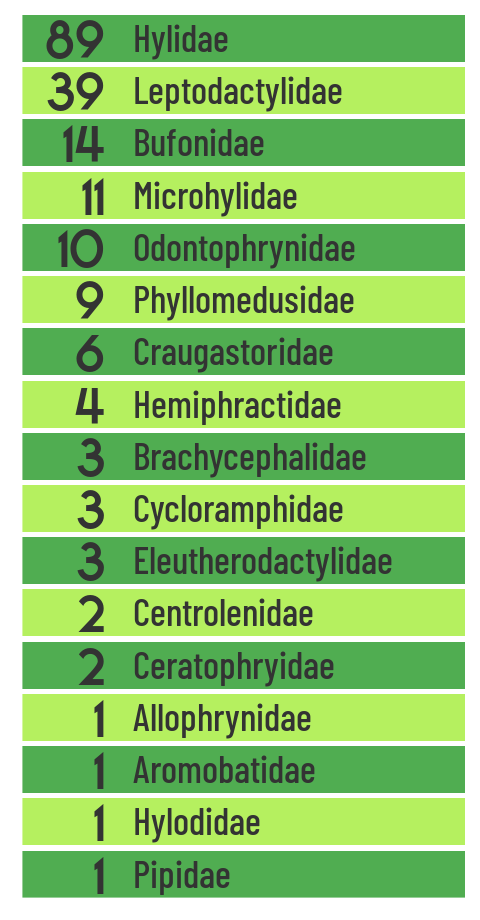 89 Hylidae
39 Leptodactylidae
14 Bufonidae
11 Microhylidae
10 Odontophrynidae
9 Phyllomedusidae
6 Craugastoridae
4 Hemiphractidae
3 Brachycephalidae
3 Cycloramphidae
3 Eleutherodactylidae
2 Centrolenidae
2 Ceratophryidae
1 Allophrynidae
1 Aromobatidae
1 Hylodidae
1 Pipidae